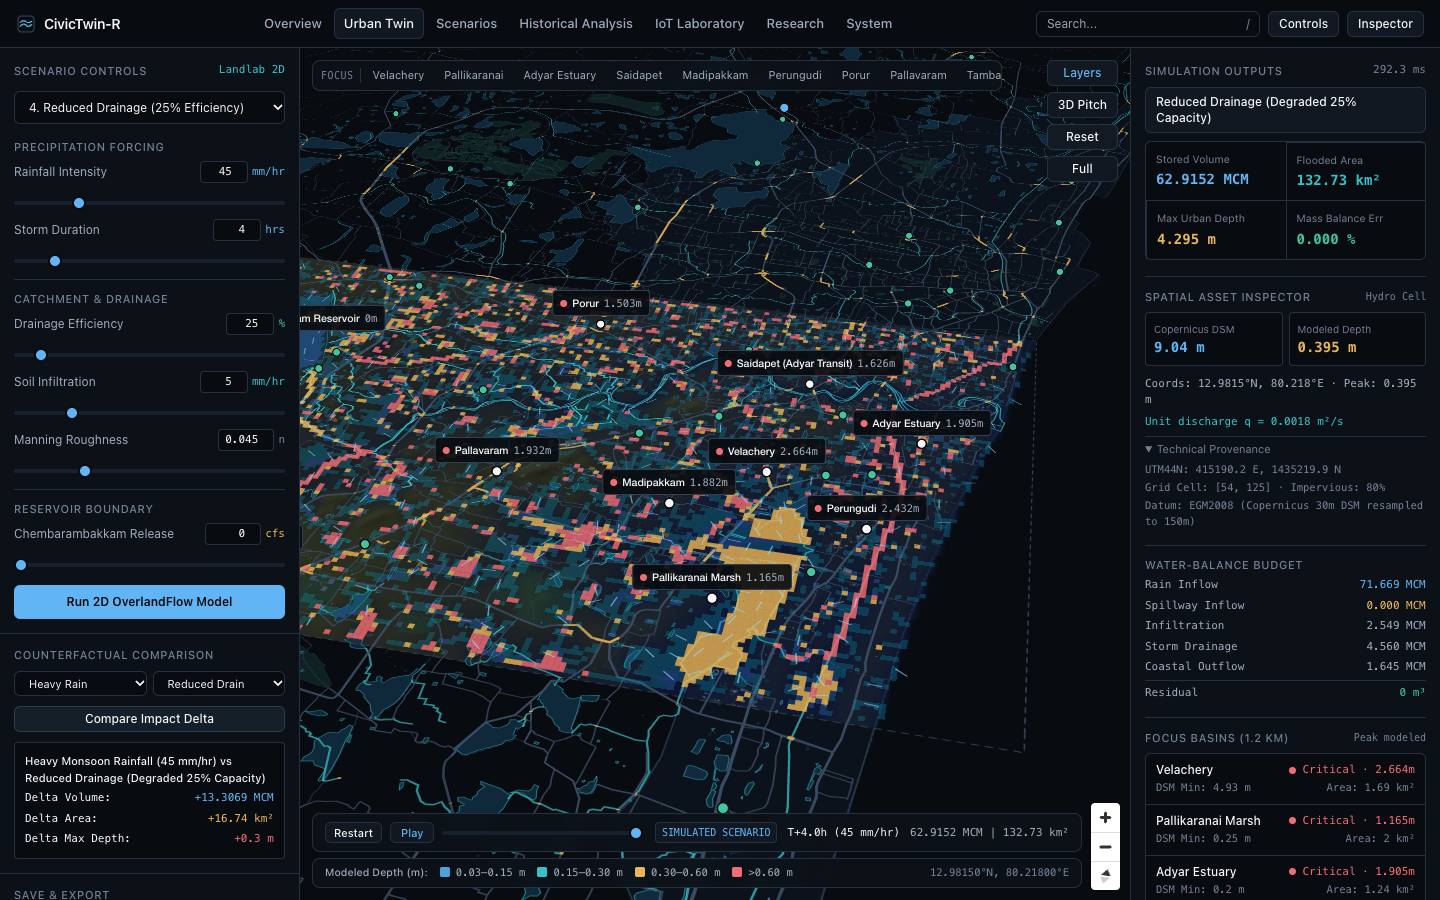 CivicTwin-R
Overview
Urban Twin
Scenarios
Historical Analysis
IoT Laboratory
Research
System
Search...
/
Controls
Inspector
SCENARIO CONTROLS
Landlab 2D
4. Reduced Drainage (25% Efficiency)
PRECIPITATION FORCING
Rainfall Intensity
45 mm/hr
Storm Duration
4 hrs
CATCHMENT & DRAINAGE
Drainage Efficiency
25 %
Soil Infiltration
5 mm/hr
Manning Roughness
0.045 n
RESERVOIR BOUNDARY
Chembarambakkam Release
0 cfs
Run 2D OverlandFlow Model
COUNTERFACTUAL COMPARISON
Heavy Rain
Reduced Drain
Compare Impact Delta
Heavy Monsoon Rainfall (45 mm/hr) vs
Reduced Drainage (Degraded 25% Capacity)
Delta Volume: +13.3069 MCM
Delta Area: +16.74 km²
Delta Max Depth: +0.3 m
SAVE & EXPORT
FOCUS
Velachery
Pallikaranai
Adyar Estuary
Saidapet
Madipakkam
Perungudi
Porur
Pallavaram
Tamba
Layers
3D Pitch
Reset
Full
Porur 1.503m
am Reservoir 0m
Saidapet (Adyar Transit) 1.626m
Adyar Estuary 1.905m
Pallavaram 1.932m
Velachery 2.664m
Madipakkam 1.882m
Perungudi 2.432m
Pallikaranai Marsh 1.165m
Restart
Play
SIMULATED SCENARIO
T+4.0h (45 mm/hr)
62.9152 MCM | 132.73 km²
Modeled Depth (m):
0.03–0.15 m
0.15–0.30 m
0.30–0.60 m
>0.60 m
12.98150°N, 80.21800°E
SIMULATION OUTPUTS
292.3 ms
Reduced Drainage (Degraded 25%
Capacity)
Stored Volume
62.9152 MCM
Flooded Area
132.73 km²
Max Urban Depth
4.295 m
Mass Balance Err
0.000 %
SPATIAL ASSET INSPECTOR
Hydro Cell
Copernicus DSM
9.04 m
Modeled Depth
0.395 m
Coords: 12.9815°N, 80.218°E · Peak: 0.395
m
Unit discharge q = 0.0018 m²/s
▼ Technical Provenance
UTM44N: 415190.2 E, 1435219.9 N
Grid Cell: [54, 125] · Impervious: 80%
Datum: EGM2008 (Copernicus 30m DSM resampled
to 150m)
WATER-BALANCE BUDGET
Rain Inflow 71.669 MCM
Spillway Inflow 0.000 MCM
Infiltration 2.549 MCM
Storm Drainage 4.560 MCM
Coastal Outflow 1.645 MCM
Residual 0 m³
FOCUS BASINS (1.2 KM)
Peak modeled
Velachery
Critical · 2.664m
DSM Min: 4.93 m
Area: 1.69 km²
Pallikaranai Marsh
Critical · 1.165m
DSM Min: 0.25 m
Area: 2 km²
Adyar Estuary
Critical · 1.905m
DSM Min: 0.2 m
Area: 1.24 km²